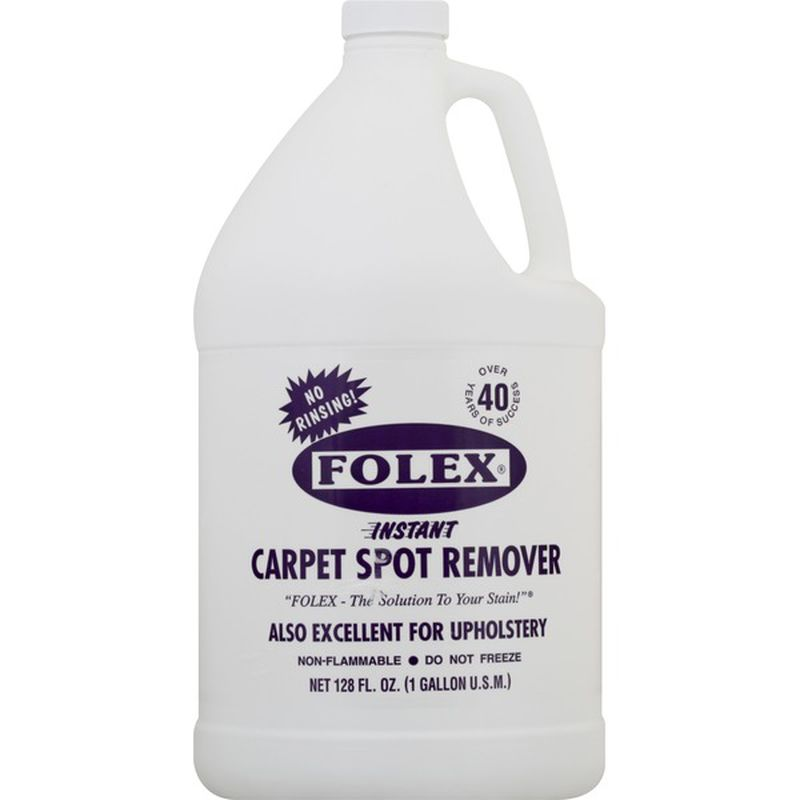 NO
RINSING!
OVER
40
YEARS OF SUCCESS
FOLEX®
INSTANT
CARPET SPOT REMOVER
"FOLEX - The Solution To Your Stain!"®
ALSO EXCELLENT FOR UPHOLSTERY
NON-FLAMMABLE ● DO NOT FREEZE
NET 128 FL. OZ. (1 GALLON U.S.M.)